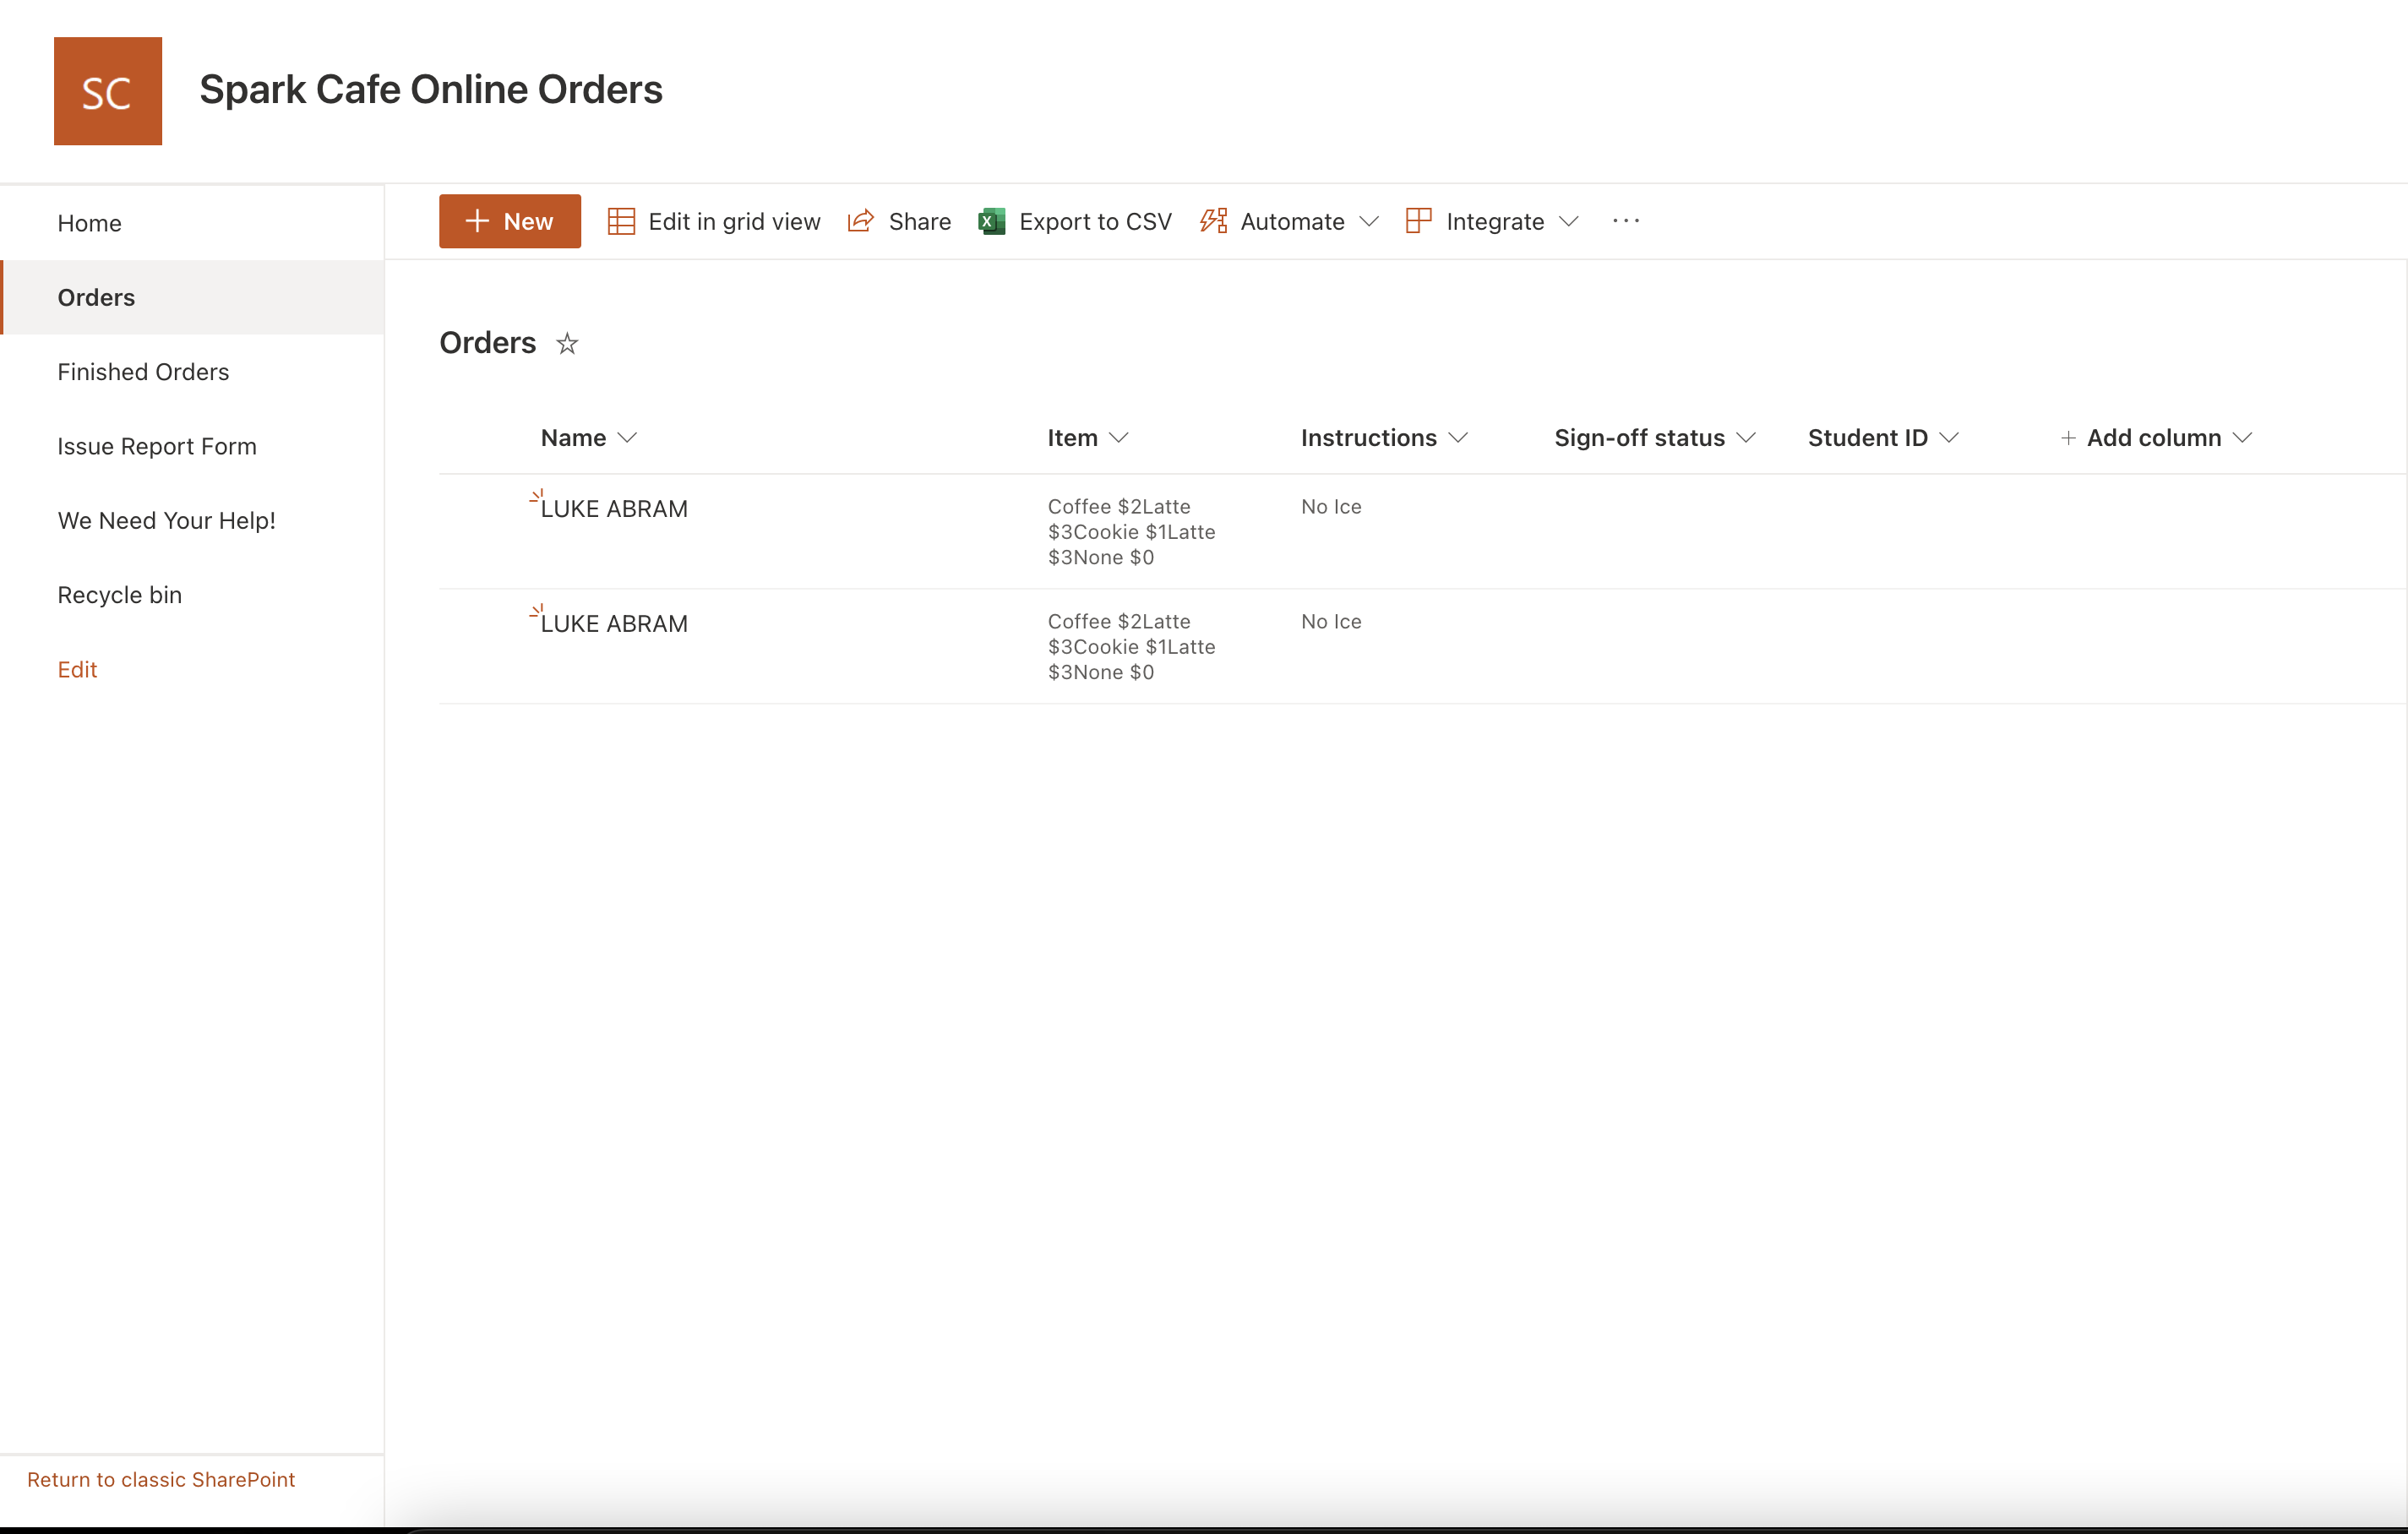 SC
Spark Cafe Online Orders
Home
Orders
Finished Orders
Issue Report Form
We Need Your Help!
Recycle bin
Edit
Return to classic SharePoint
New
Edit in grid view
Share
Export to CSV
Automate
Integrate
Orders
Name
Item
Instructions
Sign-off status
Student ID
Add column
LUKE ABRAM
Coffee $2Latte
$3Cookie $1Latte
$3None $0
No Ice
LUKE ABRAM
Coffee $2Latte
$3Cookie $1Latte
$3None $0
No Ice